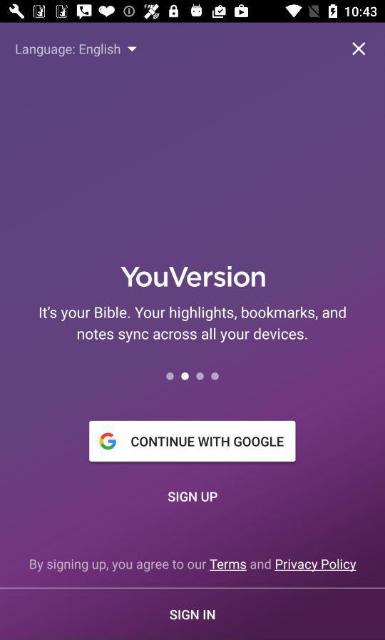 10:43
Language: English
YouVersion
It's your Bible. Your highlights, bookmarks, and
notes sync across all your devices.
CONTINUE WITH GOOGLE
SIGN UP
By signing up, you agree to our Terms and Privacy Policy
SIGN IN